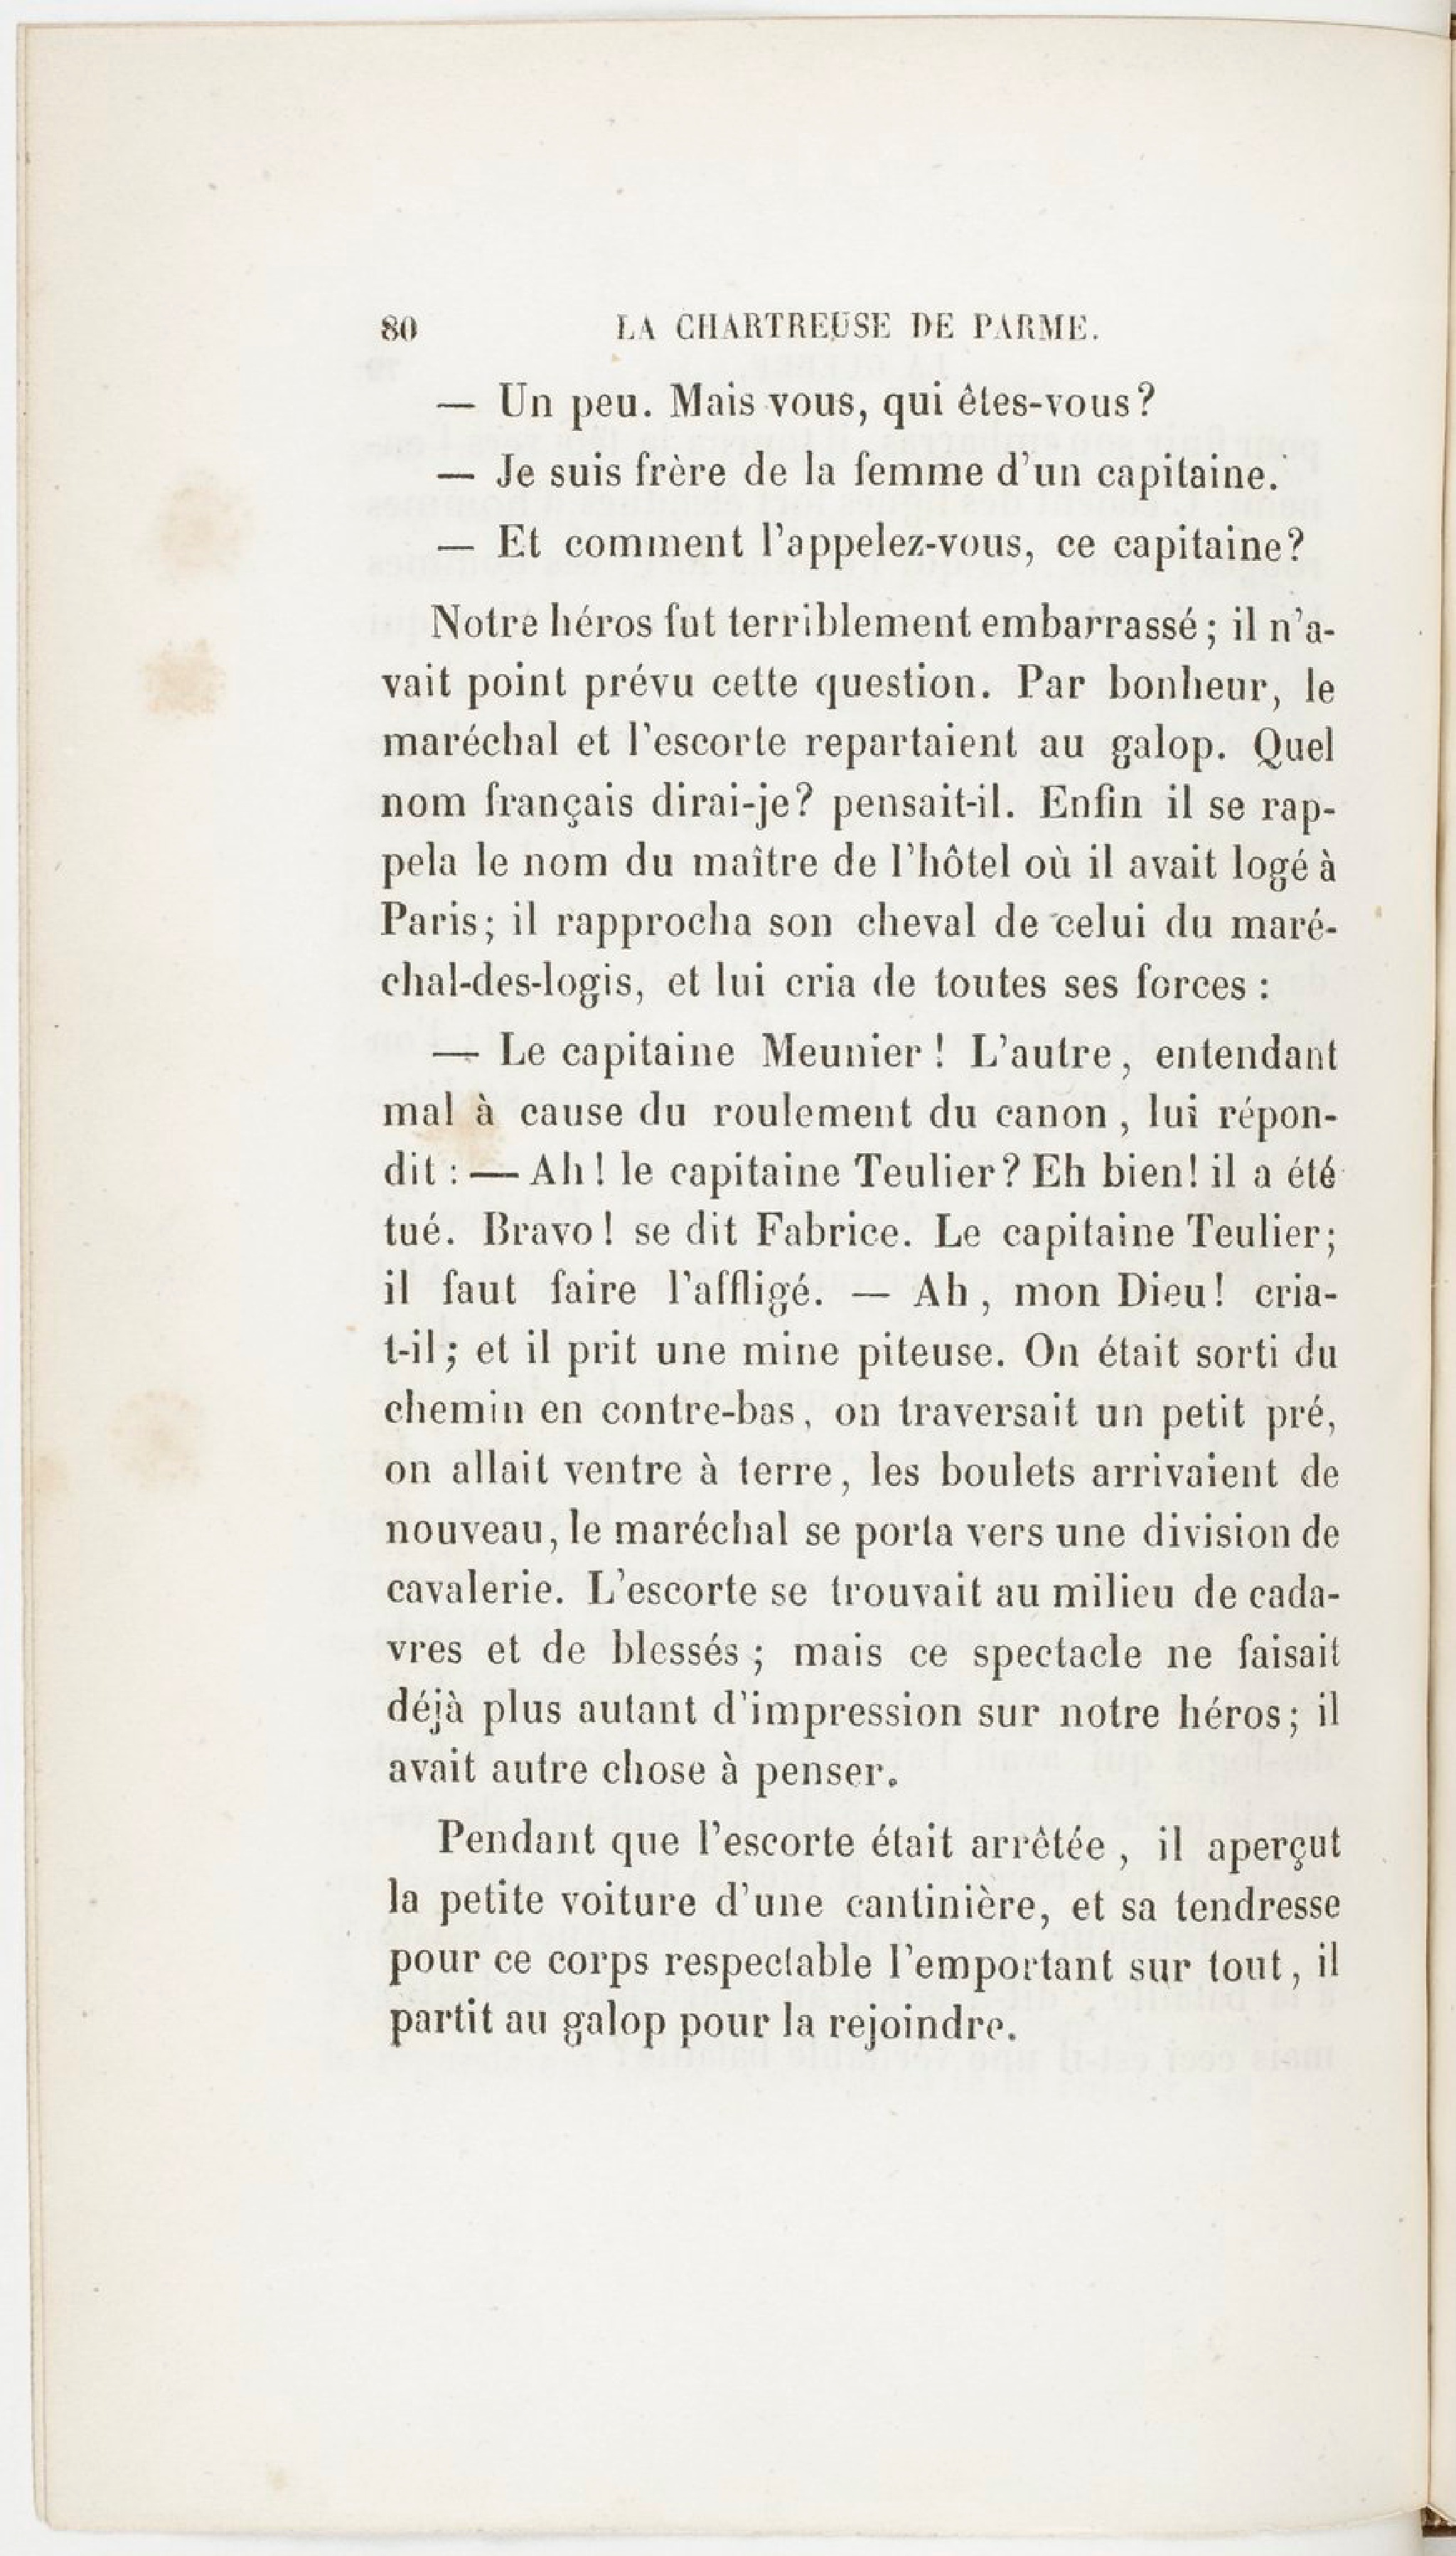 80 LA CHARTREUSE DE PARME.
— Un peu. Mais vous, qui êtes-vous?
— Je suis frère de la femme d'un capitaine.
— Et comment l'appelez-vous, ce capitaine?
Notre héros fut terriblement embarrassé; il n'a-
vait point prévu cette question. Par bonheur, le
maréchal et l'escorte repartaient au galop. Quel
nom français dirai-je? pensait-il. Enfin il se rap-
pela le nom du maître de l'hôtel où il avait logé à
Paris; il rapprocha son cheval de celui du maré-
chal-des-logis, et lui cria de toutes ses forces :
— Le capitaine Meunier! L'autre, entendant
mal à cause du roulement du canon, lui répon-
dit : — Ah! le capitaine Teulier? Eh bien! il a été
tué. Bravo! se dit Fabrice. Le capitaine Teulier;
il faut faire l'affligé. — Ah, mon Dieu! cria-
t-il; et il prit une mine piteuse. On était sorti du
chemin en contre-bas, on traversait un petit pré,
on allait ventre à terre, les boulets arrivaient de
nouveau, le maréchal se porta vers une division de
cavalerie. L'escorte se trouvait au milieu de cada-
vres et de blessés; mais ce spectacle ne faisait
déjà plus autant d'impression sur notre héros; il
avait autre chose à penser.
Pendant que l'escorte était arrêtée, il aperçut
la petite voiture d'une cantinière, et sa tendresse
pour ce corps respectable l'emportant sur tout, il
partit au galop pour la rejoindre.